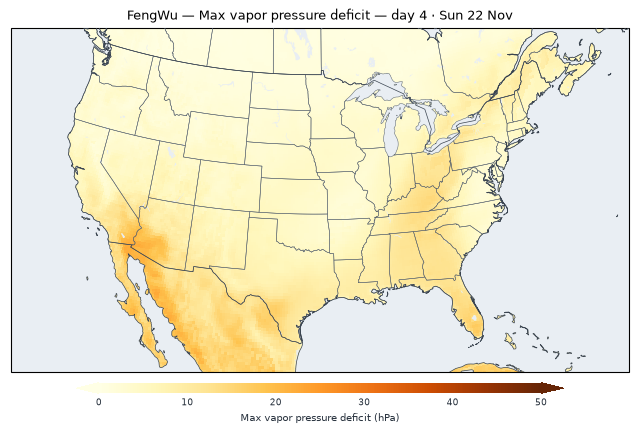 FengWu — Max vapor pressure deficit — day 4 · Sun 22 Nov
0 10 20 30 40 50
Max vapor pressure deficit (hPa)